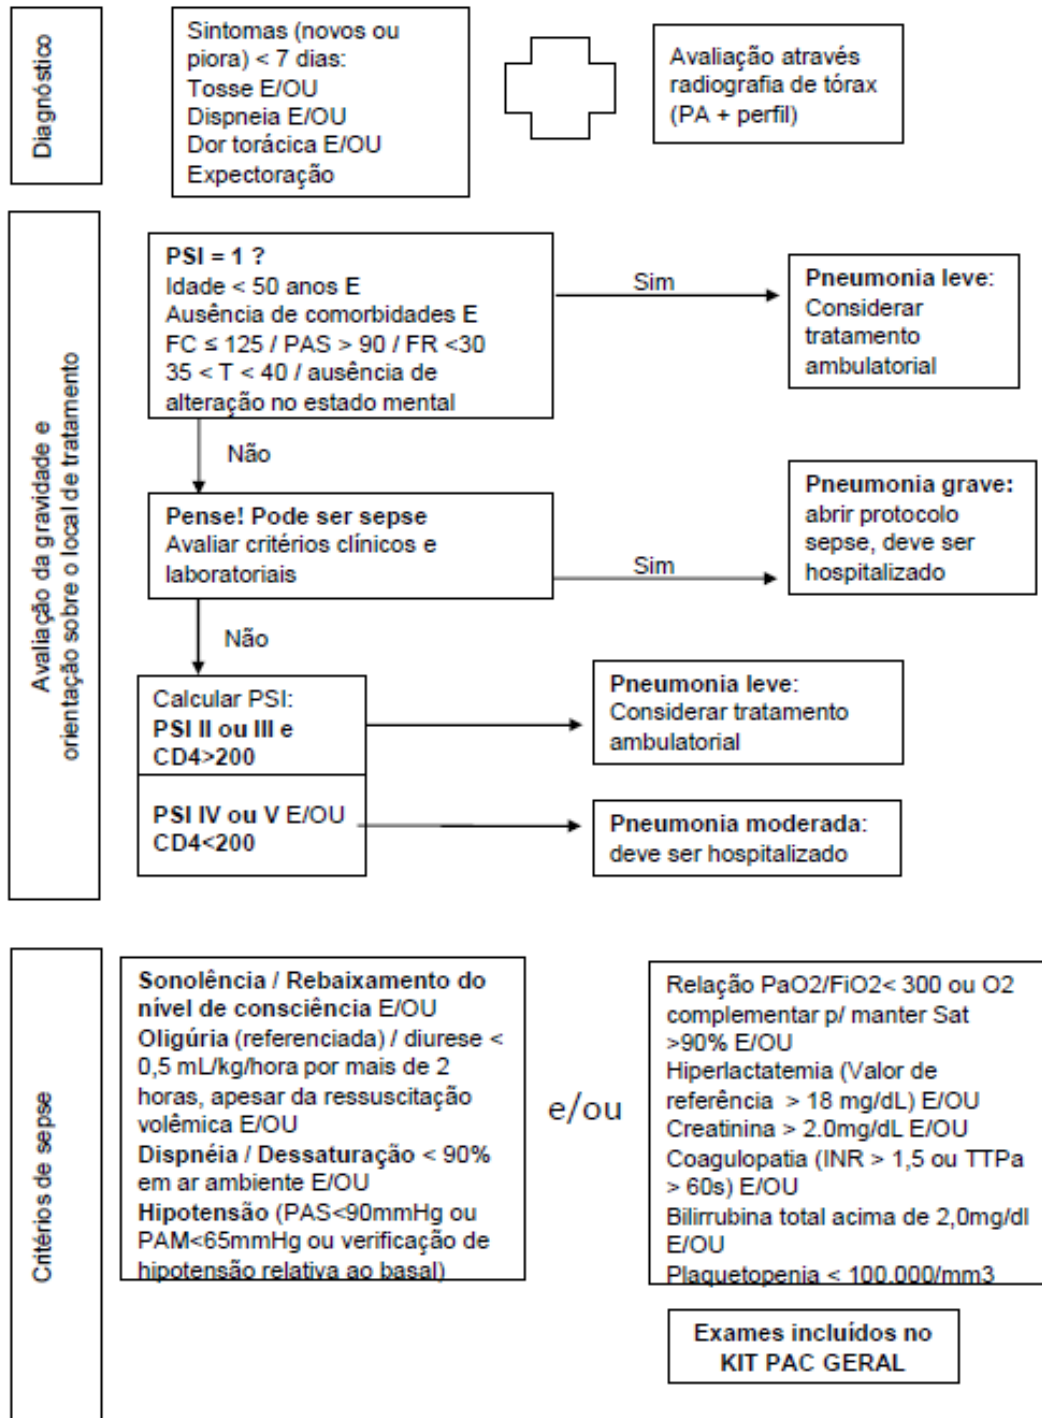 Diagnóstico
Sintomas (novos ou
piora) < 7 dias:
Tosse E/OU
Dispneia E/OU
Dor torácica E/OU
Expectoração
Avaliação através
radiografia de tórax
(PA + perfil)
Avaliação da gravidade e
orientação sobre o local de tratamento
PSI = 1 ?
Idade < 50 anos E
Ausência de comorbidades E
FC ≤ 125 / PAS > 90 / FR <30
35 < T < 40 / ausência de
alteração no estado mental
Sim
Pneumonia leve:
Considerar
tratamento
ambulatorial
Não
Pense! Pode ser sepse
Avaliar critérios clínicos e
laboratoriais
Sim
Pneumonia grave:
abrir protocolo
sepse, deve ser
hospitalizado
Não
Calcular PSI:
PSI II ou III e
CD4>200
Pneumonia leve:
Considerar tratamento
ambulatorial
PSI IV ou V E/OU
CD4<200
Pneumonia moderada:
deve ser hospitalizado
Critérios de sepse
Sonolência / Rebaixamento do
nível de consciência E/OU
Oligúria (referenciada) / diurese <
0,5 mL/kg/hora por mais de 2
horas, apesar da ressuscitação
volêmica E/OU
Dispnéia / Dessaturação < 90%
em ar ambiente E/OU
Hipotensão (PAS<90mmHg ou
PAM<65mmHg ou verificação de
hipotensão relativa ao basal)
e/ou
Relação PaO2/FiO2< 300 ou O2
complementar p/ manter Sat
>90% E/OU
Hiperlactatemia (Valor de
referência > 18 mg/dL) E/OU
Creatinina > 2.0mg/dL E/OU
Coagulopatia (INR > 1,5 ou TTPa
> 60s) E/OU
Bilirrubina total acima de 2,0mg/dl
E/OU
Plaquetopenia < 100.000/mm3
Exames incluídos no
KIT PAC GERAL